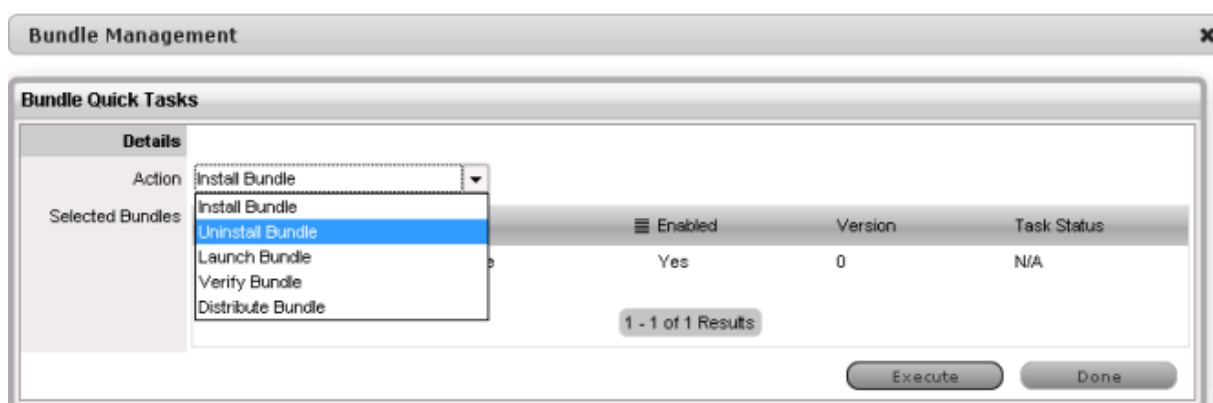 Bundle Management
Bundle Quick Tasks
Details
Action Install Bundle
Selected Bundles
Install Bundle
Uninstall Bundle
Launch Bundle
Verify Bundle
Distribute Bundle
Enabled Version Task Status
Yes 0 N/A
1 - 1 of 1 Results
Execute Done